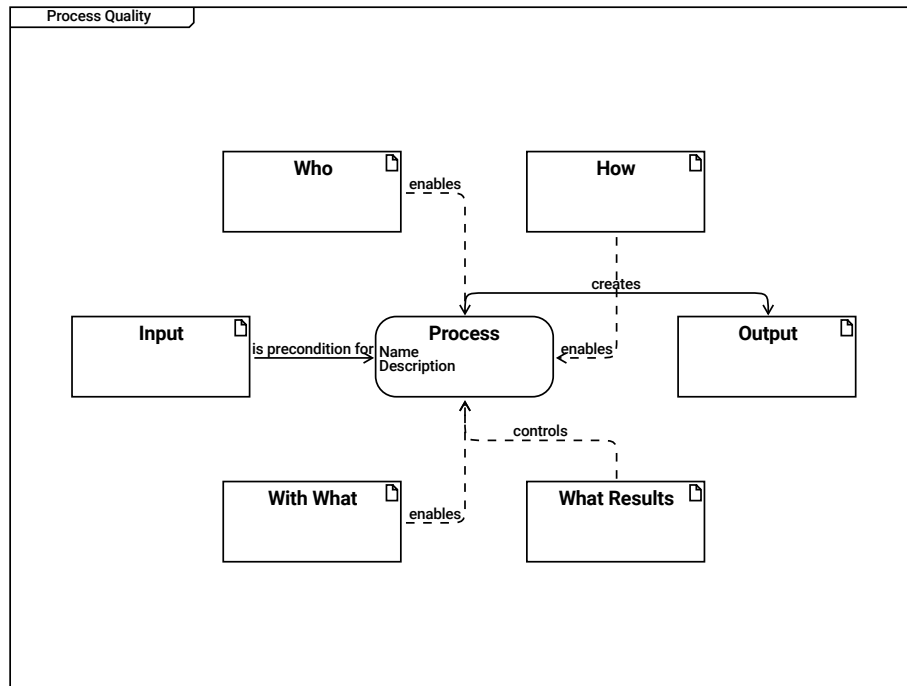 Process Quality
Who
How
enables
creates
Input
Process
Output
is precondition for
Name
enables
Description
controls
With What
What Results
enables